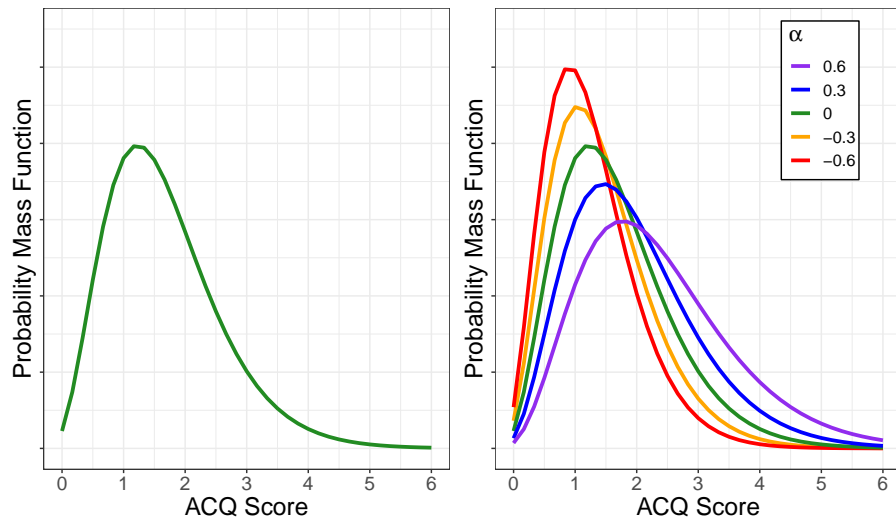 Probability Mass Function
0 1 2 3 4 5 6
ACQ Score
Probability Mass Function
α
0.6
0.3
0
−0.3
−0.6
0 1 2 3 4 5 6
ACQ Score